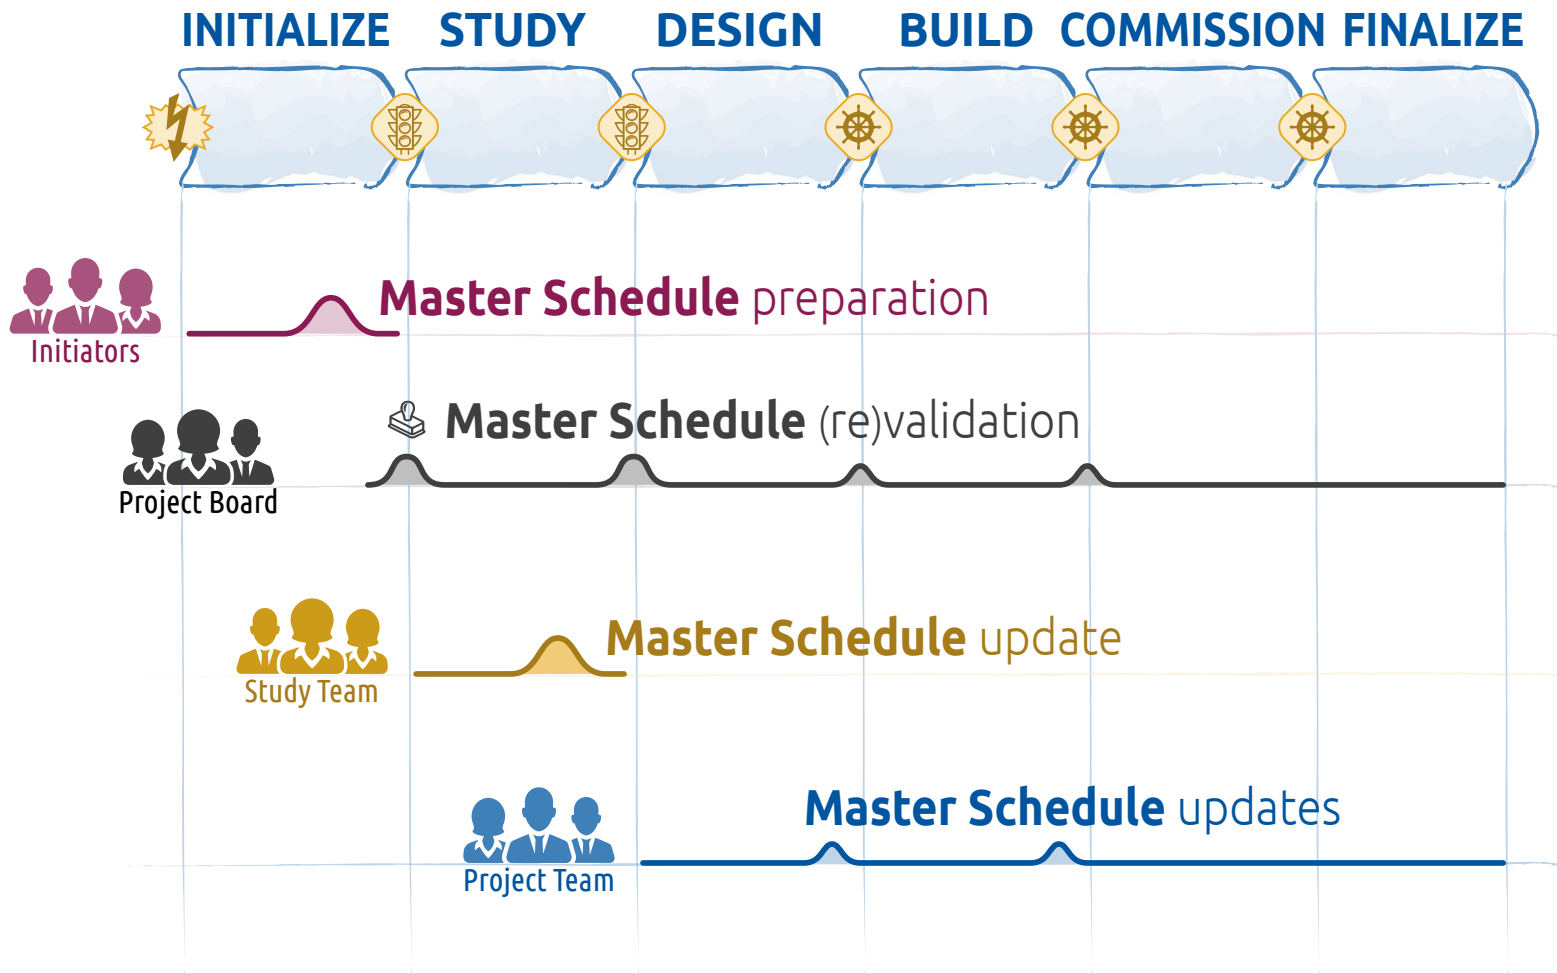 INITIALIZE STUDY DESIGN BUILD COMMISSION FINALIZE
Master Schedule preparation
Initiators
Master Schedule (re)validation
Project Board
Master Schedule update
Study Team
Master Schedule updates
Project Team